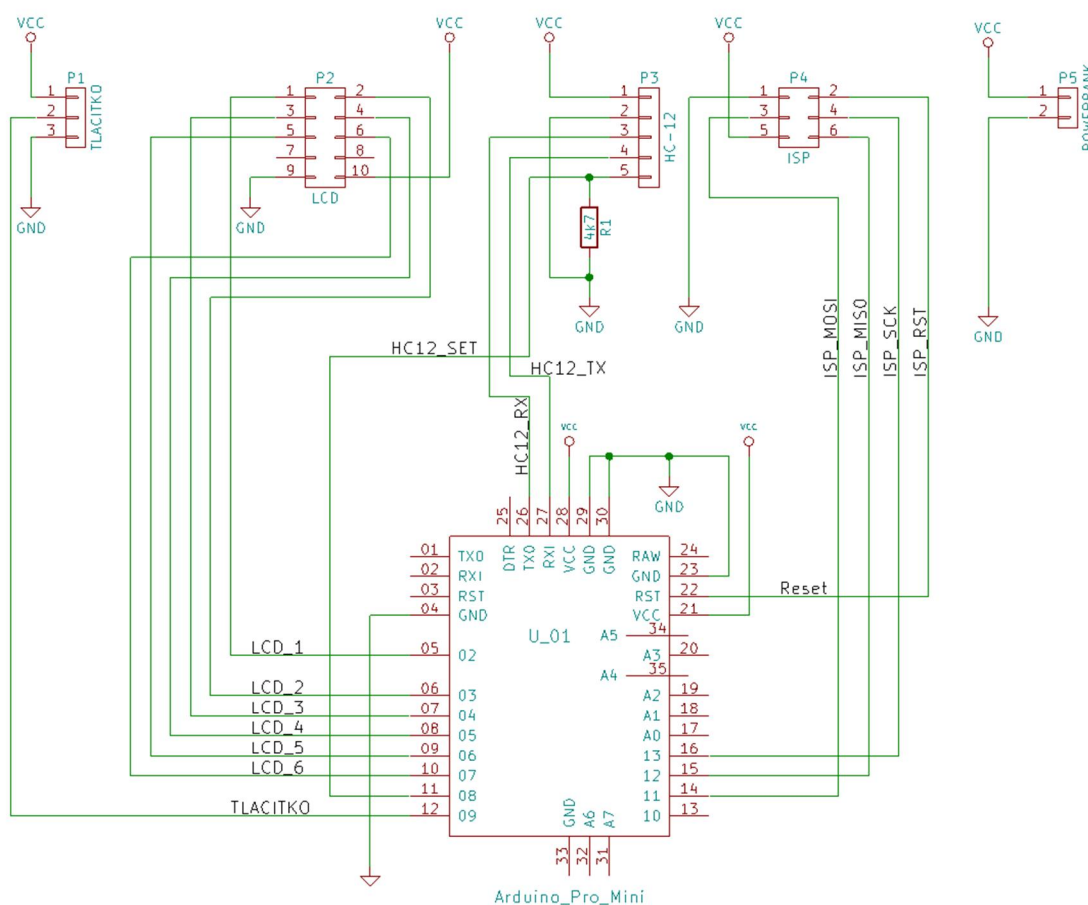 VCC
VCC
VCC
VCC
VCC
P1
P2
P3
P4
P5
1
2
3
TLACITKO
1 2
3 4
5 6
7 8
9 10
LCD
1
2
3
4
5
HC-12
1 2
3 4
5 6
ISP
1
2
POWERBANK
GND
GND
4k7
R1
GND
GND
GND
HC12_SET
HC12_TX
HC12_RX
ISP_MOSI
ISP_MISO
ISP_SCK
ISP_RST
VCC
VCC
GND
25 26 27 28 29 30
DTR TXO RXI VCC GND GND
01 TXO
02 RXI
03 RST
04 GND
RAW 24
GND 23
RST 22
VCC 21
Reset
U_01
A5 34
A3 20
A4 35
A2 19
A1 18
A0 17
13 16
12 15
11 14
10 13
LCD_1 05 02
LCD_2 06 03
LCD_3 07 04
LCD_4 08 05
LCD_5 09 06
LCD_6 10 07
11 08
TLACITKO 12 09
GND A6 A7
33 32 31
Arduino_Pro_Mini